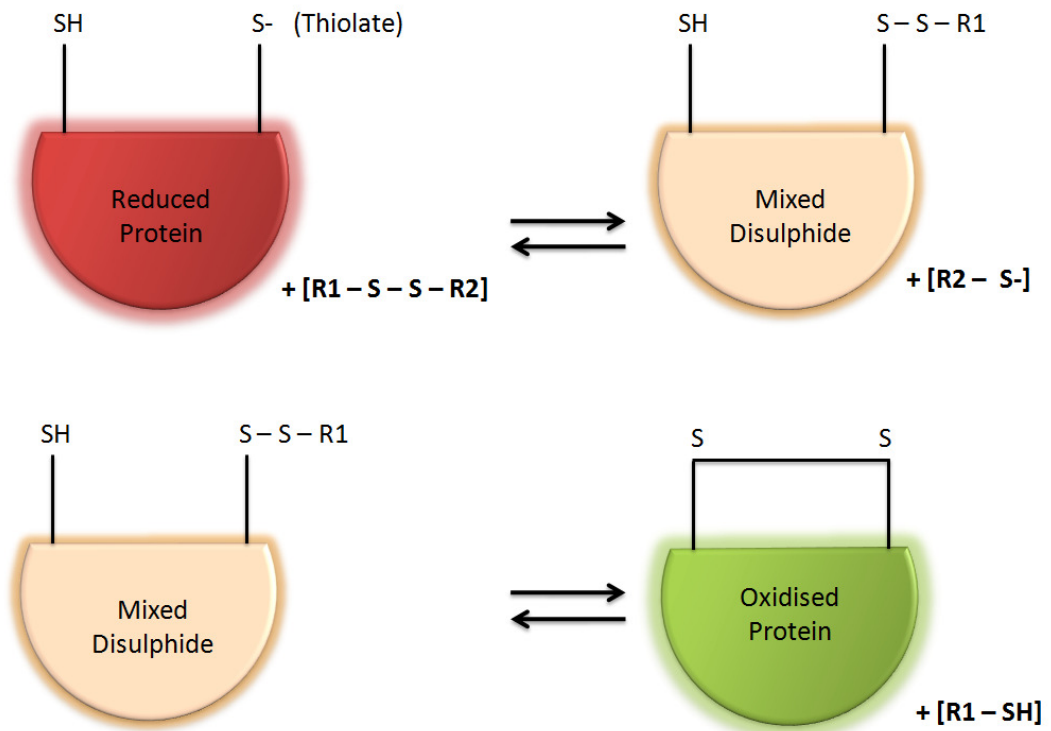 SH S- (Thiolate) SH S – S – R1
Reduced
Protein
Mixed
Disulphide
+ [R1 – S – S – R2]
+ [R2 – S-]
SH S – S – R1
S S
Mixed
Disulphide
Oxidised
Protein
+ [R1 – SH]